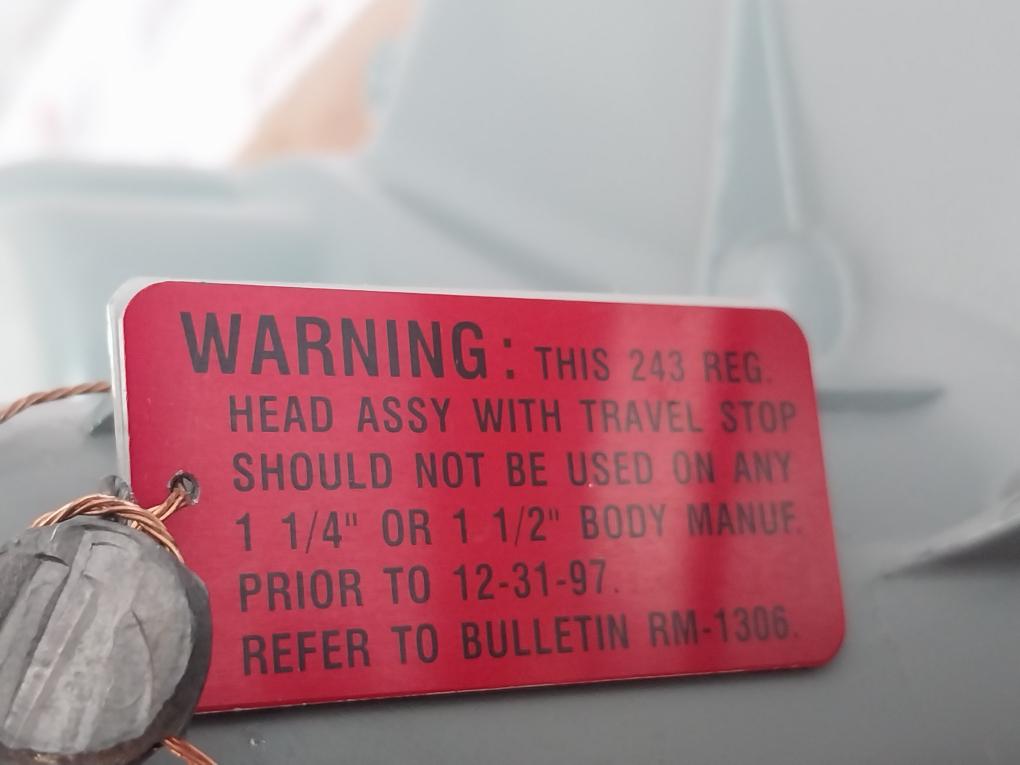 WARNING: THIS 243 REG.
HEAD ASSY WITH TRAVEL STOP
SHOULD NOT BE USED ON ANY
1 1/4" OR 1 1/2" BODY MANUF.
PRIOR TO 12-31-97.
REFER TO BULLETIN RM-1306.